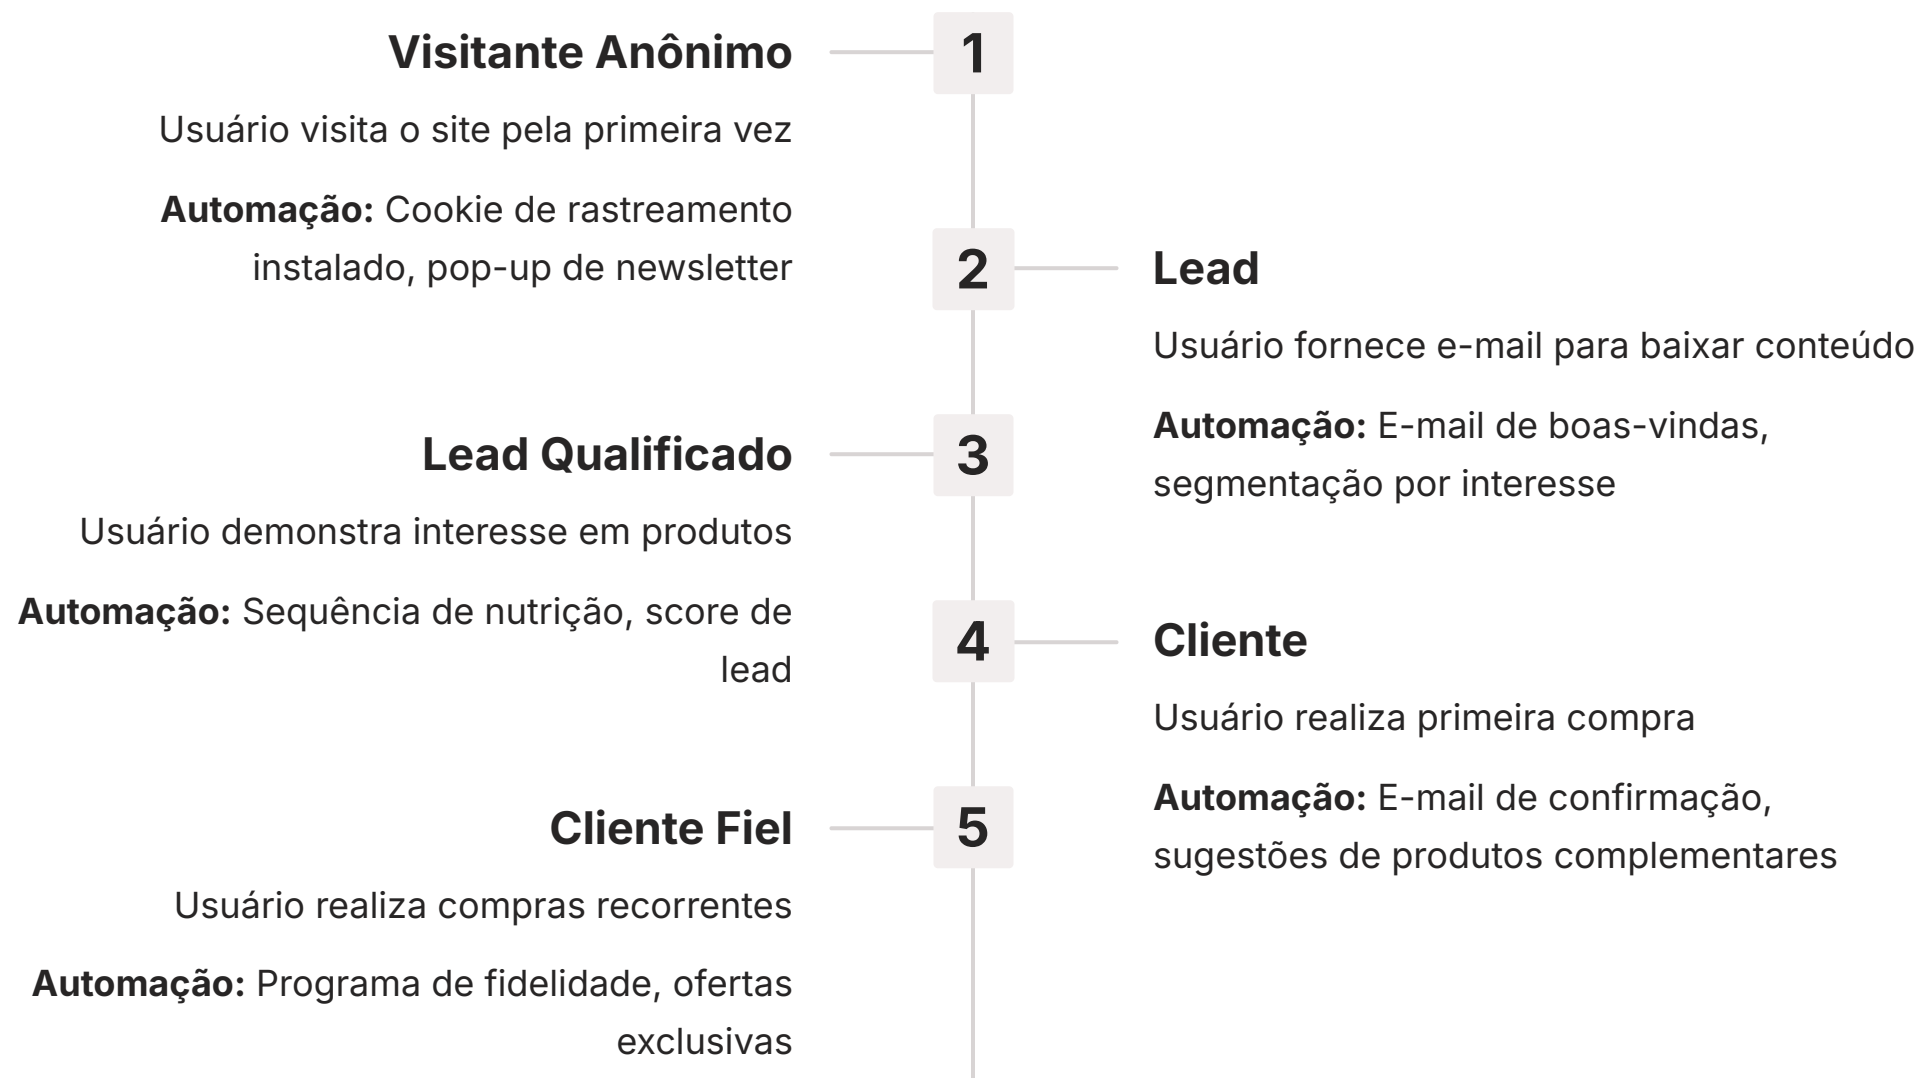 Visitante Anônimo
1
Usuário visita o site pela primeira vez
Automação: Cookie de rastreamento
instalado, pop-up de newsletter
2
Lead
Usuário fornece e-mail para baixar conteúdo
Automação: E-mail de boas-vindas,
segmentação por interesse
Lead Qualificado
3
Usuário demonstra interesse em produtos
Automação: Sequência de nutrição, score de
lead
4
Cliente
Usuário realiza primeira compra
Automação: E-mail de confirmação,
sugestões de produtos complementares
Cliente Fiel
5
Usuário realiza compras recorrentes
Automação: Programa de fidelidade, ofertas
exclusivas